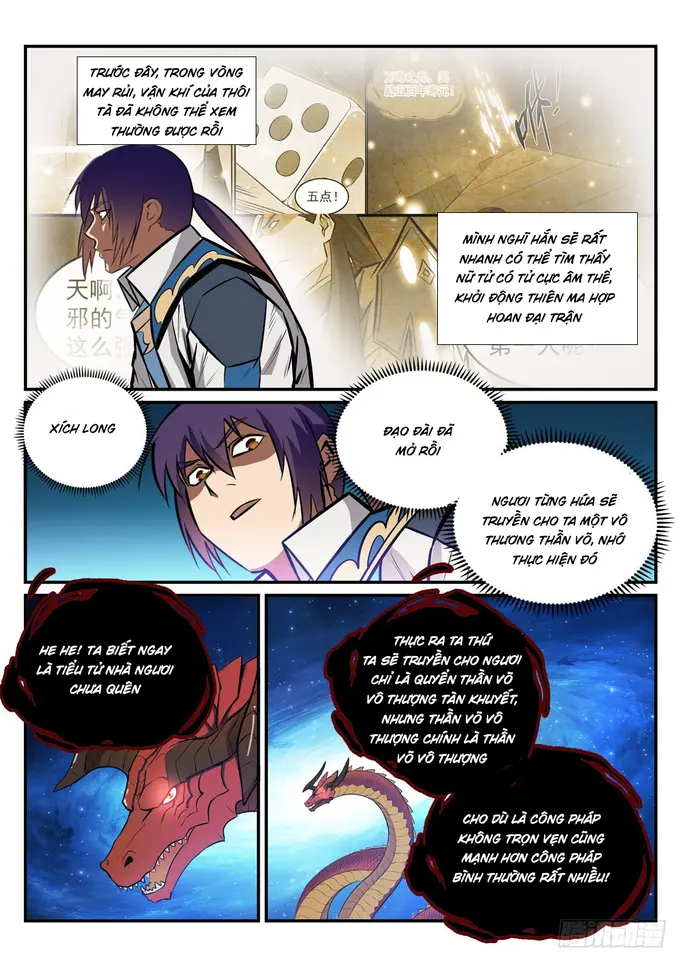 TRƯỚC ĐÂY, TRONG VÒNG
MAY RỦI, VẬN KHÍ CỦA THÔI
TÀ ĐÃ KHÔNG THỂ XEM
THƯỜNG ĐƯỢC RỒI
五点!
MÌNH NGHĨ HẮN SẼ RẤT
NHANH CÓ THỂ TÌM THẤY
NỮ TỬ CÓ TỨ CỰC ÂM THỂ,
KHỞI ĐỘNG THIÊN MA HỢP
HOAN ĐẠI TRẬN
天啊
邪的
这么
XÍCH LONG
ĐẠO ĐÀI ĐÃ
MỞ RỒI
NGƯƠI TỪNG HỨA SẼ
TRUYỀN CHO TA MỘT VÔ
THƯƠNG THẦN VÕ, NHỚ
THỰC HIỆN ĐÓ
HE HE! TA BIẾT NGAY
LÀ TIỂU TỬ NHÀ NGƯƠI
CHƯA QUÊN
THỰC RA TA THỨ
TA SẼ TRUYỀN CHO NGƯƠI
CHỈ LÀ QUYỂN THẦN VÕ
VÔ THƯỢNG TÀN KHUYẾT,
NHƯNG THẦN VÕ VÔ
THƯỢNG CHÍNH LÀ THẦN
VÕ VÔ THƯỢNG
CHO DÙ LÀ CÔNG PHÁP
KHÔNG TRỌN VẸN CŨNG
MẠNH HƠN CÔNG PHÁP
BÌNH THƯỜNG RẤT NHIỀU!